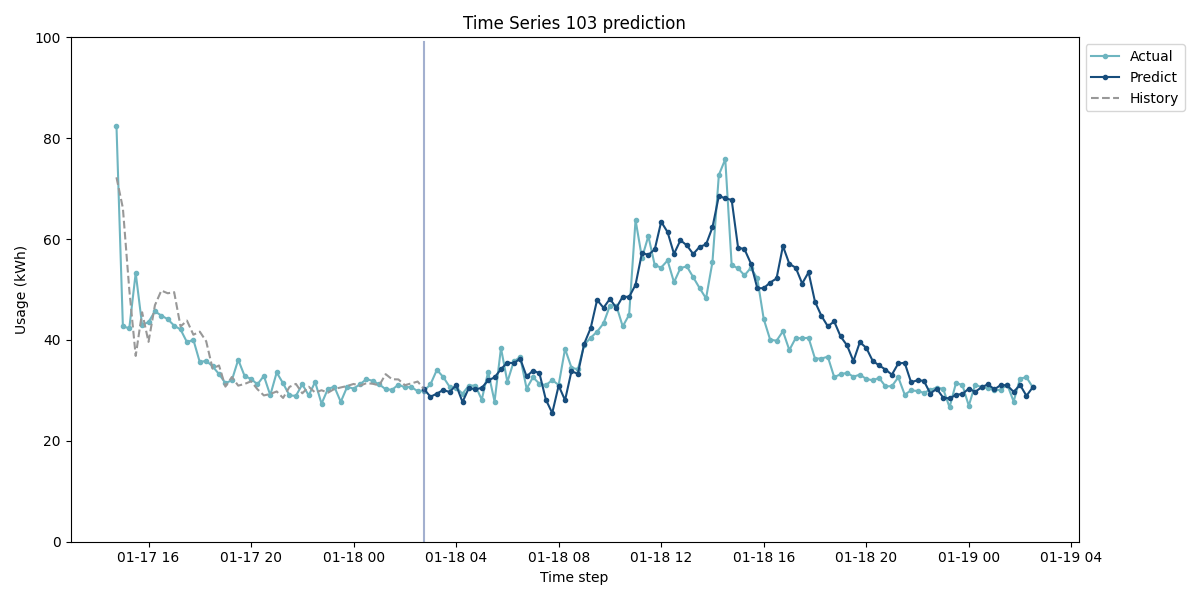 Time Series 103 prediction
100
80
60
40
20
0
Usage (kWh)
01-17 16
01-17 20
01-18 00
01-18 04
01-18 08
01-18 12
01-18 16
01-18 20
01-19 00
01-19 04
Time step
Actual
Predict
History